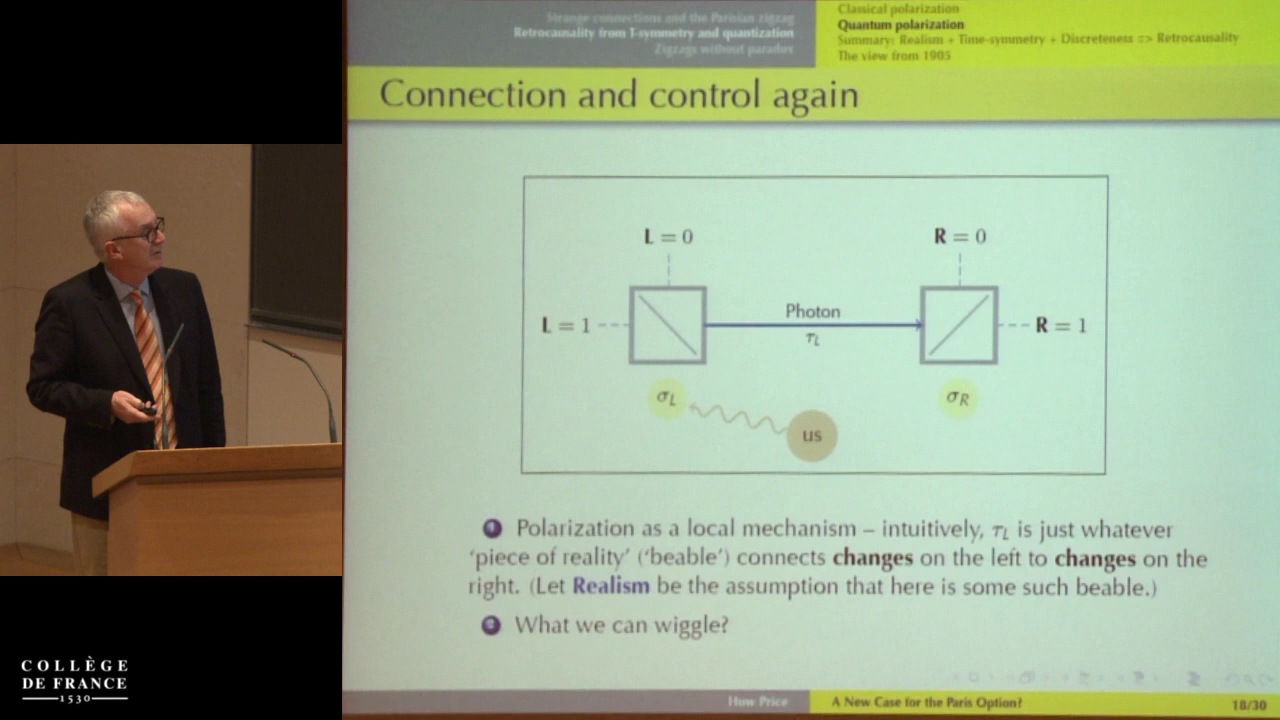 Strange connections and the Parisian zigzag
Retrocausality from T-symmetry and quantization
Zigzags without paradox
Classical polarization
Quantum polarization
Summary: Realism + Time-symmetry + Discreteness => Retrocausality
The view from 1905
Connection and control again
L = 0
R = 0
L = 1
Photon
τL
R = 1
σL
σR
us
1 Polarization as a local mechanism – intuitively, τL is just whatever
'piece of reality' ('beable') connects changes on the left to changes on the
right. (Let Realism be the assumption that here is some such beable.)
2 What we can wiggle?
COLLÈGE
DE FRANCE
1530
Huw Price
A New Case for the Paris Option?
18/30